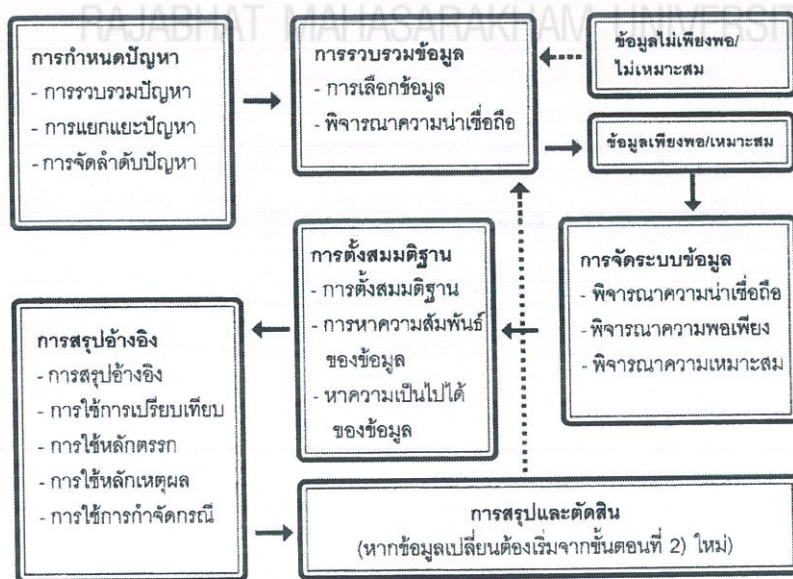 RAJABHAT MAHASARAKHAM UNIVERSIT
การกำหนดปัญหา
- การรวบรวมปัญหา
- การแยกแยะปัญหา
- การจัดลำดับปัญหา
การรวบรวมข้อมูล
- การเลือกข้อมูล
- พิจารณาความน่าเชื่อถือ
ข้อมูลไม่เพียงพอ/
ไม่เหมาะสม
ข้อมูลเพียงพอ/เหมาะสม
การจัดระบบข้อมูล
- พิจารณาความน่าเชื่อถือ
- พิจารณาความพอเพียง
- พิจารณาความเหมาะสม
การตั้งสมมติฐาน
- การตั้งสมมติฐาน
- การหาความสัมพันธ์
ของข้อมูล
- หาความเป็นไปได้
ของข้อมูล
การสรุปอ้างอิง
- การสรุปอ้างอิง
- การใช้การเปรียบเทียบ
- การใช้หลักตรรก
- การใช้หลักเหตุผล
- การใช้การกำจัดกรณี
การสรุปและตัดสิน
(หากข้อมูลเปลี่ยนต้องเริ่มจากขั้นตอนที่ 2) ใหม่)